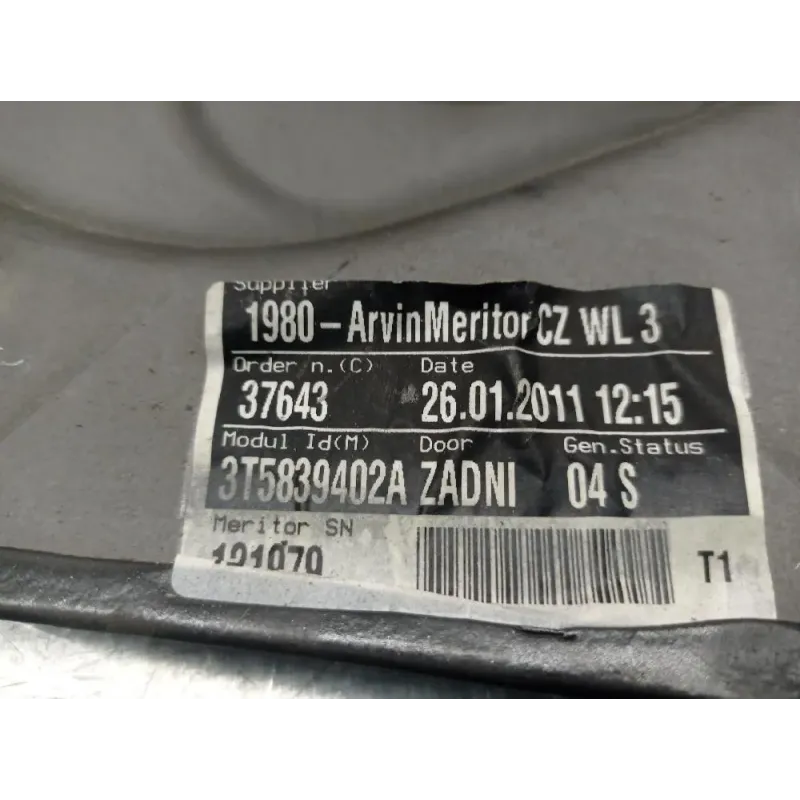 Supplier
1980-ArvinMeritor CZ WL 3
Order n.(C) Date
37643 26.01.2011 12:15
Modul Id(M) Door Gen.Status
3T5839402A ZADNI 04 S
Meritor SN
191070 T1